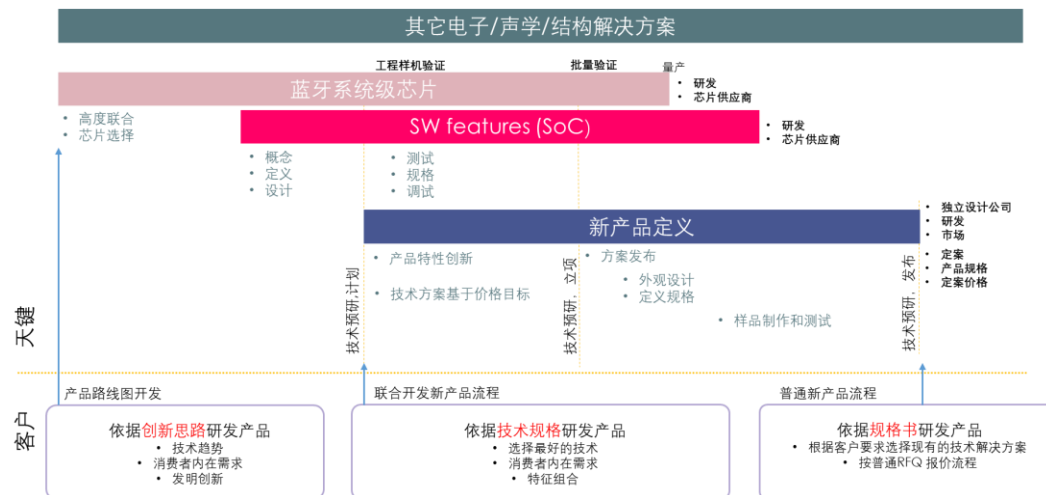 其它电子/声学/结构解决方案
工程样机验证
批量验证
量产
蓝牙系统级芯片
• 研发
• 芯片供应商
• 高度联合
• 芯片选择
SW features (SoC)
• 研发
• 芯片供应商
• 概念
• 定义
• 设计
• 测试
• 规格
• 调试
新产品定义
• 独立设计公司
• 研发
• 市场
• 定案
• 产品规格
• 定案价格
技术预研,计划
• 产品特性创新
• 技术方案基于价格目标
技术预研，立项
• 方案发布
• 外观设计
• 定义规格
• 样品制作和测试
技术预研，发布
天键
产品路线图开发
联合开发新产品流程
普通新产品流程
客户
依据创新思路研发产品
• 技术趋势
• 消费者内在需求
• 发明创新
依据技术规格研发产品
• 选择最好的技术
• 消费者内在需求
• 特征组合
依据规格书研发产品
• 根据客户要求选择现有的技术解决方案
• 按普通RFQ 报价流程